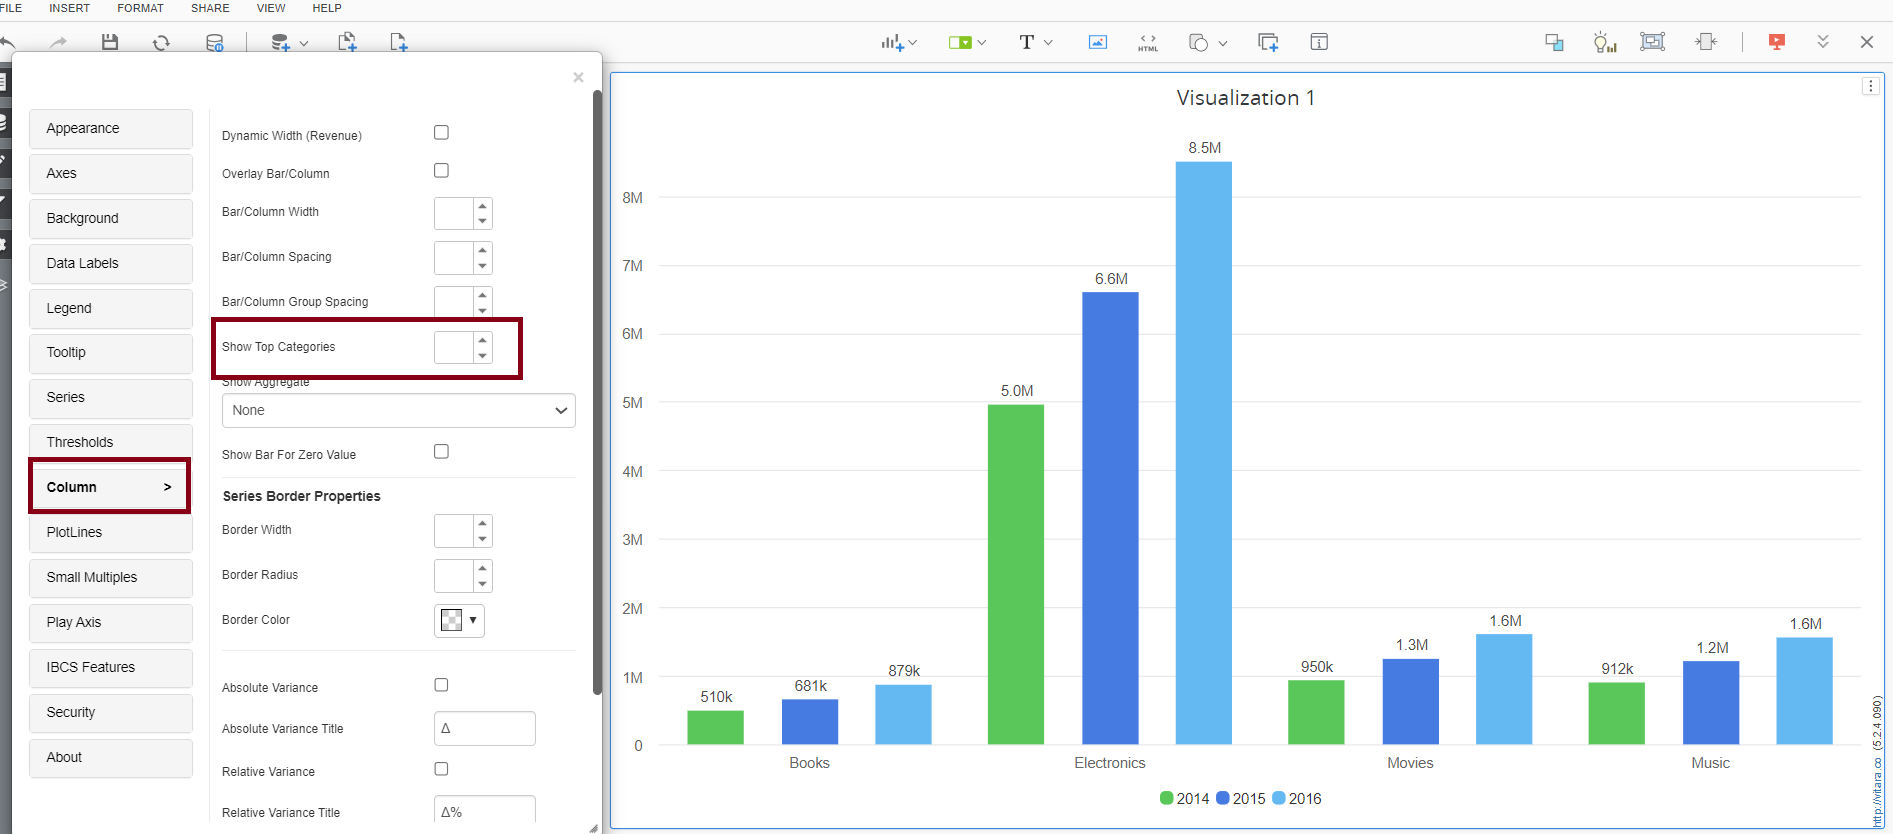 FILE INSERT FORMAT SHARE VIEW HELP
T
< >
HTML
Appearance
Axes
Background
Data Labels
Legend
Tooltip
Series
Thresholds
Column >
PlotLines
Small Multiples
Play Axis
IBCS Features
Security
About
Dynamic Width (Revenue)
Overlay Bar/Column
Bar/Column Width
Bar/Column Spacing
Bar/Column Group Spacing
Show Top Categories
Show Aggregate
None
Show Bar For Zero Value
Series Border Properties
Border Width
Border Radius
Border Color
Absolute Variance
Absolute Variance Title Δ
Relative Variance
Relative Variance Title Δ%
Visualization 1
8M
7M
6M
5M
4M
3M
2M
1M
0
510k 681k 879k
5.0M 6.6M 8.5M
950k 1.3M 1.6M
912k 1.2M 1.6M
Books Electronics Movies Music
2014 2015 2016
http://vitara.co (5.2.4.090)